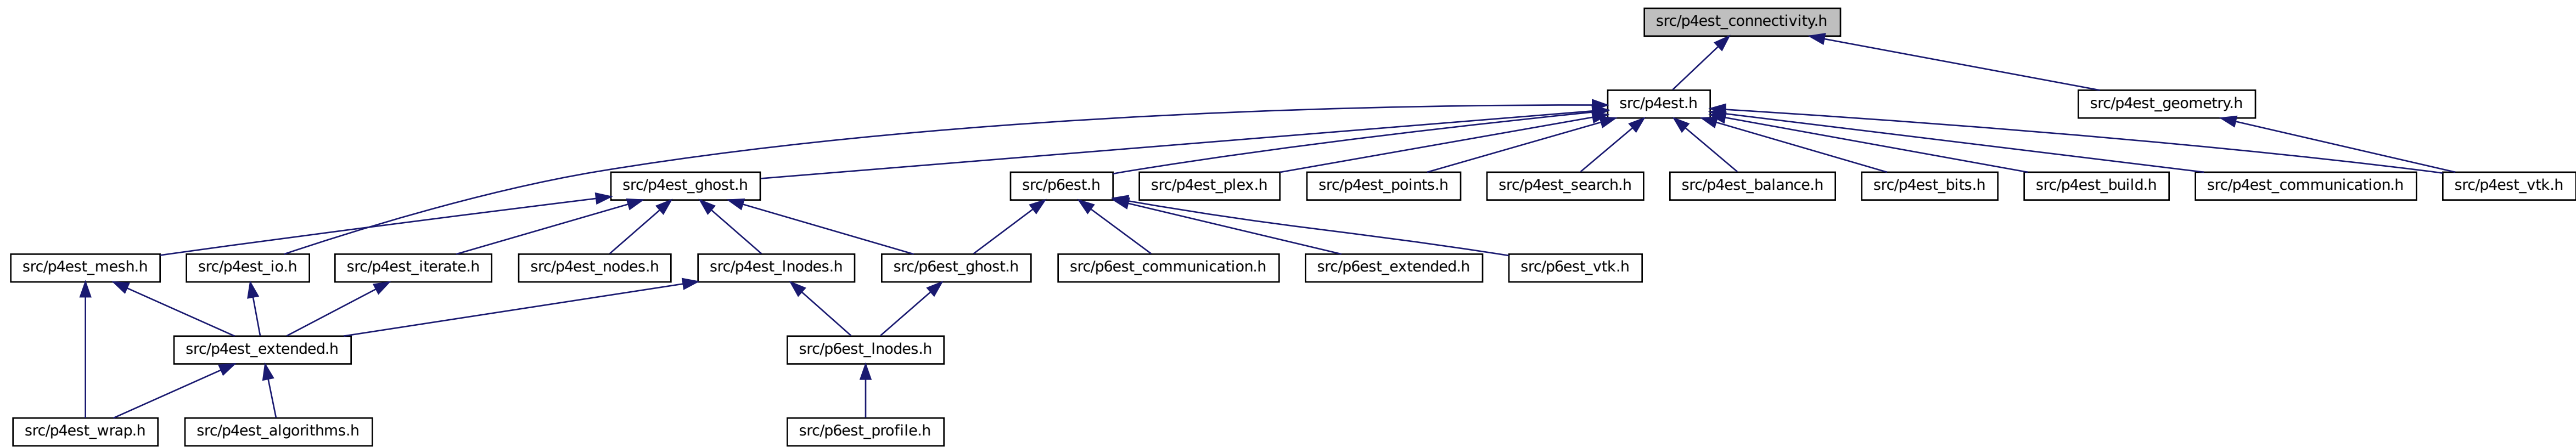 src/p4est_connectivity.h
src/p4est.h
src/p4est_geometry.h
src/p4est_ghost.h
src/p6est.h
src/p4est_plex.h
src/p4est_points.h
src/p4est_search.h
src/p4est_balance.h
src/p4est_bits.h
src/p4est_build.h
src/p4est_communication.h
src/p4est_vtk.h
src/p4est_mesh.h
src/p4est_io.h
src/p4est_iterate.h
src/p4est_nodes.h
src/p4est_lnodes.h
src/p6est_ghost.h
src/p6est_communication.h
src/p6est_extended.h
src/p6est_vtk.h
src/p4est_extended.h
src/p6est_lnodes.h
src/p4est_wrap.h
src/p4est_algorithms.h
src/p6est_profile.h